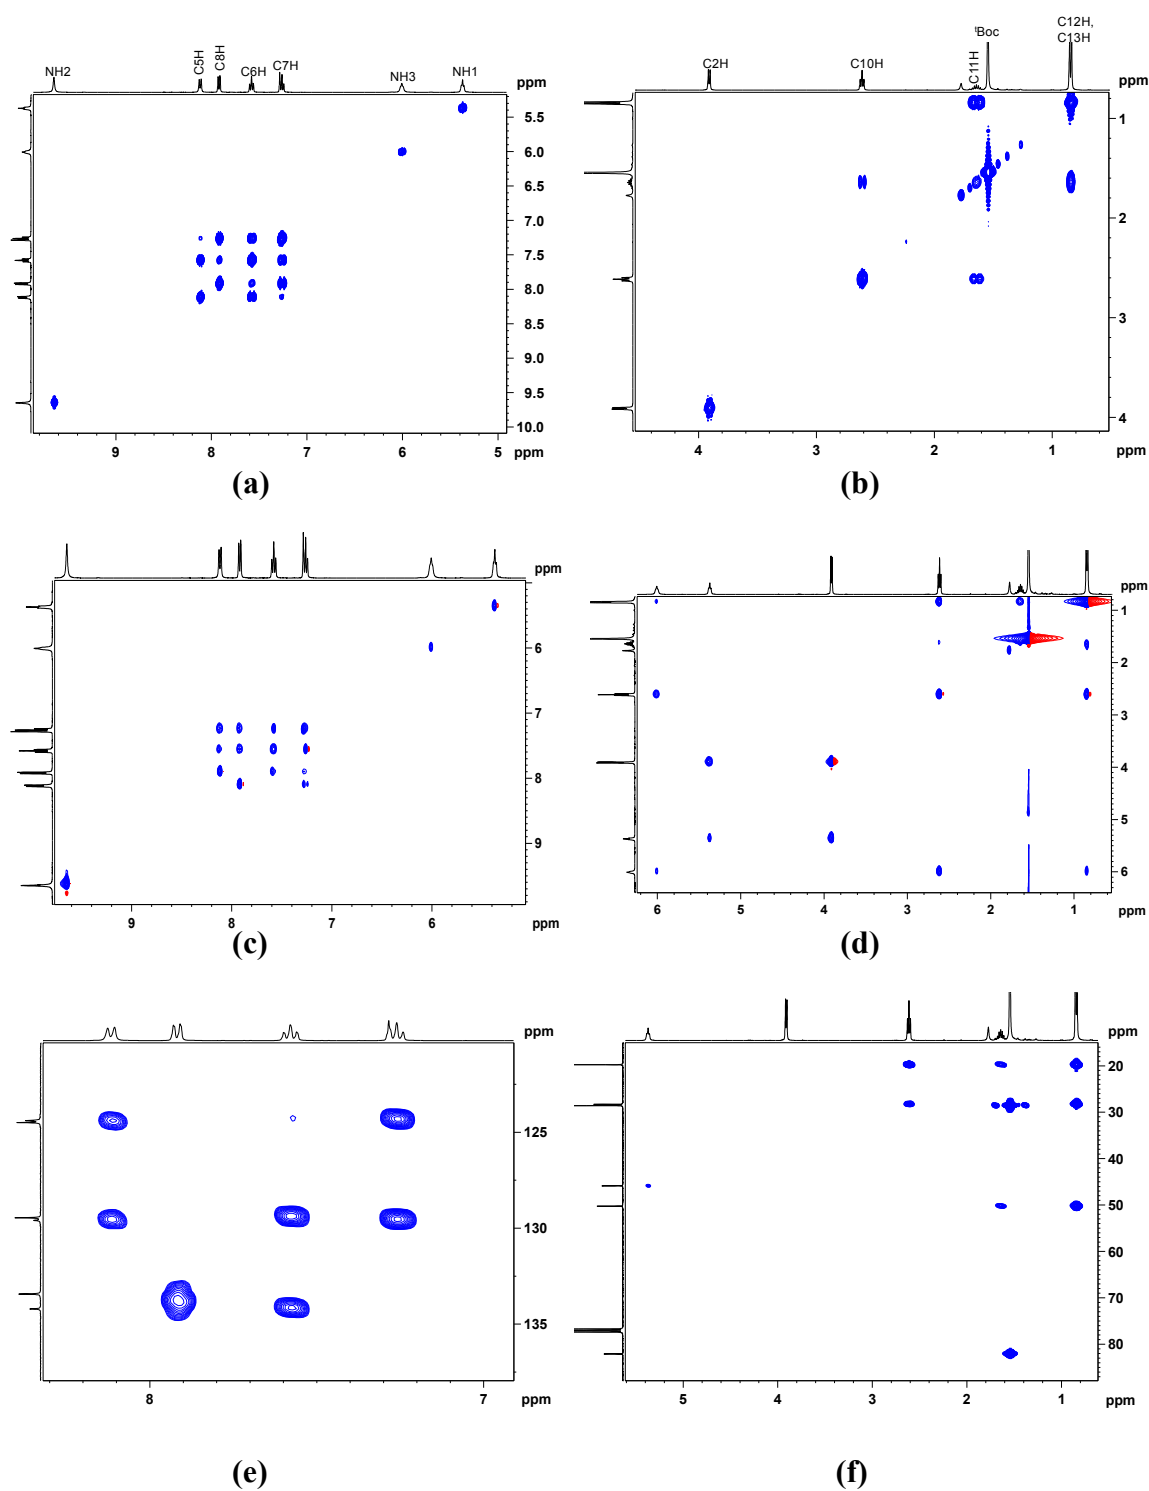 NH2
C5H
C8H
C6H
C7H
NH3
NH1
ppm
5.5
6.0
6.5
7.0
7.5
8.0
8.5
9.0
9.5
10.0
9 8 7 6 5 ppm
(a)
C2H
C10H
C11H
tBoc
C12H,
C13H
ppm
1
2
3
4
4 3 2 1 ppm
(b)
ppm
6
7
8
9
9 8 7 6 ppm
(c)
ppm
1
2
3
4
5
6
6 5 4 3 2 1 ppm
(d)
ppm
125
130
135
8 7 ppm
(e)
ppm
20
30
40
50
60
70
80
5 4 3 2 1 ppm
(f)